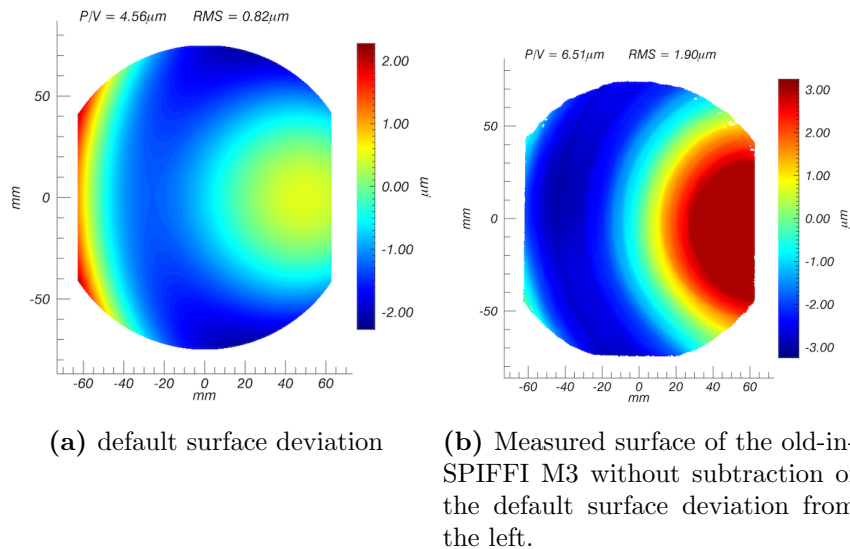 P/V = 4.56μm RMS = 0.82μm
2.00
1.00
0.00
-1.00
-2.00
μm
50
0
-50
mm
-60 -40 -20 0 20 40 60
mm
P/V = 6.51μm RMS = 1.90μm
3.00
2.00
1.00
0.00
-1.00
-2.00
-3.00
μm
50
0
-50
mm
-60 -40 -20 0 20 40 60
mm
(a) default surface deviation
(b) Measured surface of the old-in-
SPIFFI M3 without subtraction of
the default surface deviation from
the left.